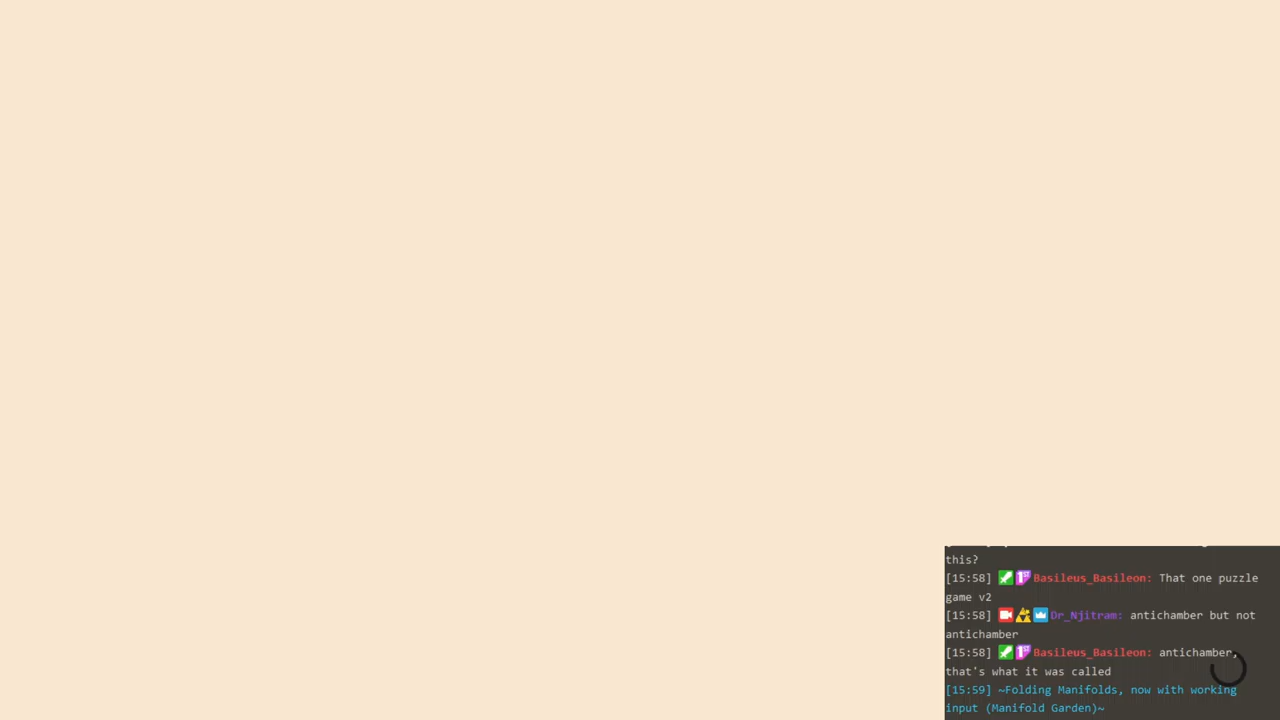 this?
[15:58] Basileus_Basileon: That one puzzle
game v2
[15:58] Dr_Njitram: antichamber but not
antichamber
[15:58] Basileus_Basileon: antichamber,
that's what it was called
[15:59] ~Folding Manifolds, now with working
input (Manifold Garden)~